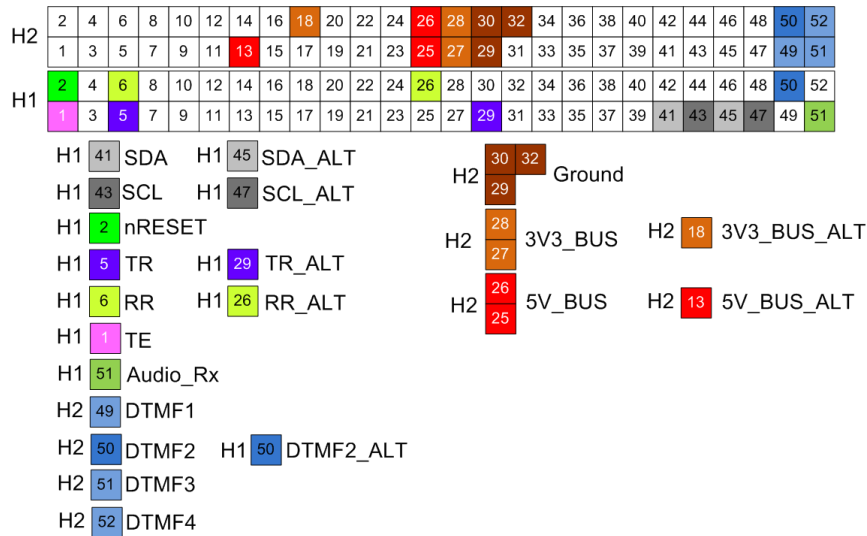 2 4 6 8 10 12 14 16 18 20 22 24 26 28 30 32 34 36 38 40 42 44 46 48 50 52
H2
1 3 5 7 9 11 13 15 17 19 21 23 25 27 29 31 33 35 37 39 41 43 45 47 49 51
2 4 6 8 10 12 14 16 18 20 22 24 26 28 30 32 34 36 38 40 42 44 46 48 50 52
H1
1 3 5 7 9 11 13 15 17 19 21 23 25 27 29 31 33 35 37 39 41 43 45 47 49 51
H1 41 SDA H1 45 SDA_ALT
H1 43 SCL H1 47 SCL_ALT
H1 2 nRESET
H1 5 TR H1 29 TR_ALT
H1 6 RR H1 26 RR_ALT
H1 1 TE
H1 51 Audio_Rx
H2 49 DTMF1
H2 50 DTMF2 H1 50 DTMF2_ALT
H2 51 DTMF3
H2 52 DTMF4
30 32
H2 Ground
29
28
H2 3V3_BUS H2 18 3V3_BUS_ALT
27
26
H2 5V_BUS H2 13 5V_BUS_ALT
25